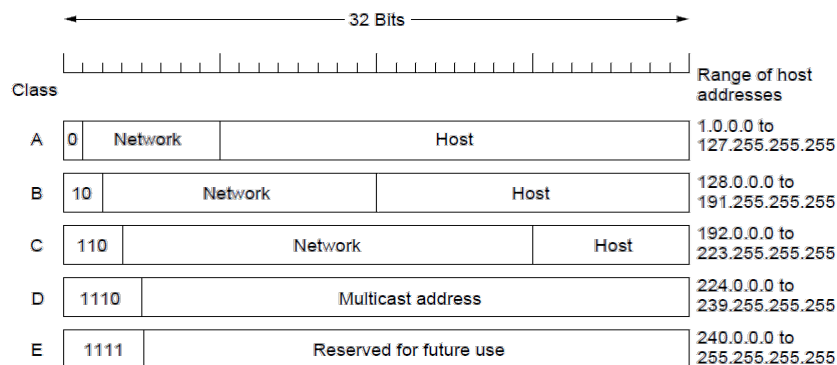 32 Bits
Class
Range of host
addresses
A 0 Network Host 1.0.0.0 to
127.255.255.255
B 10 Network Host 128.0.0.0 to
191.255.255.255
C 110 Network Host 192.0.0.0 to
223.255.255.255
D 1110 Multicast address 224.0.0.0 to
239.255.255.255
E 1111 Reserved for future use 240.0.0.0 to
255.255.255.255